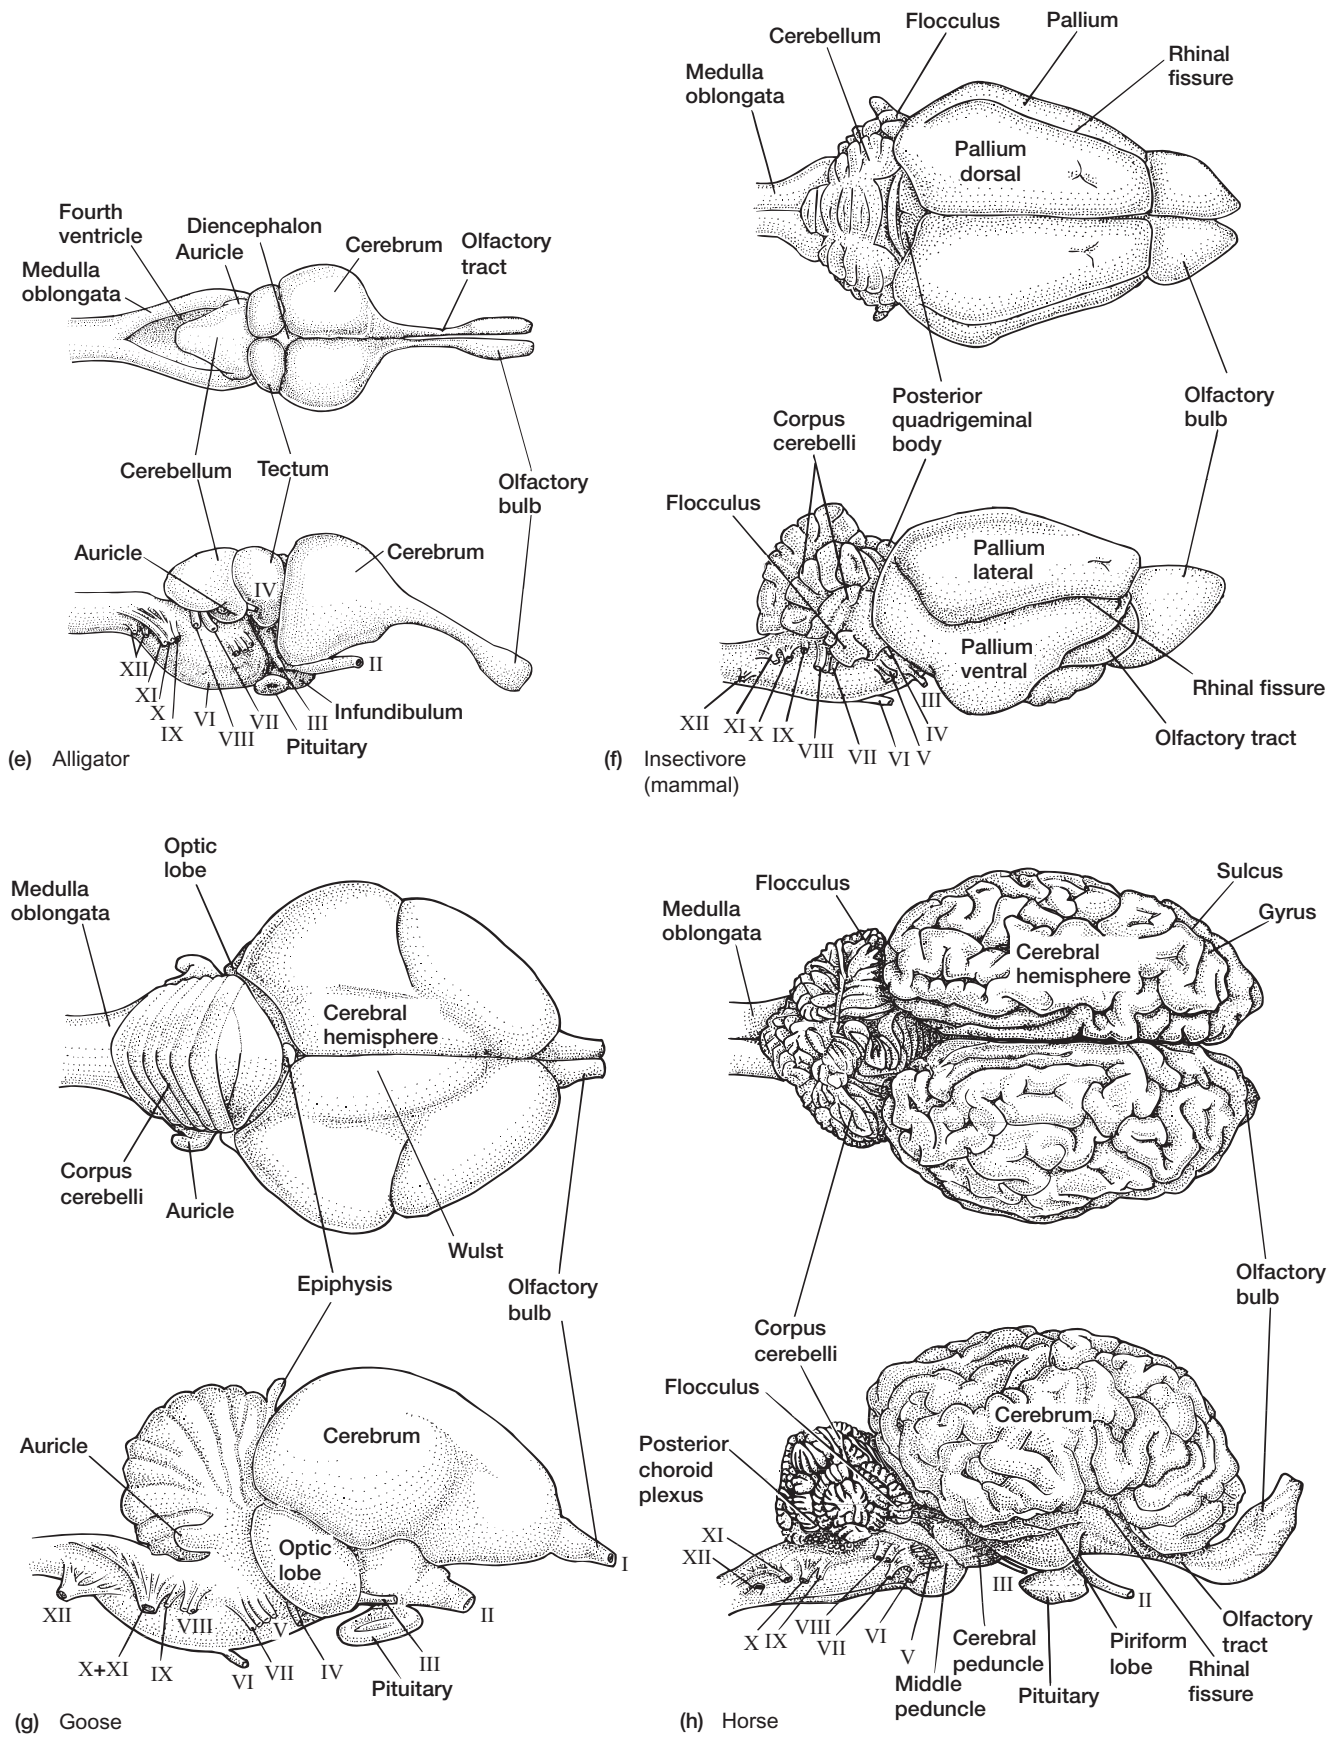 Fourth
ventricle
Diencephalon
Auricle
Cerebrum
Olfactory
tract
Medulla
oblongata
Cerebellum
Tectum
Olfactory
bulb
Auricle
Cerebrum
IV
II
XII
XI
X
IX
VI
VIII
VII
III
Infundibulum
Pituitary
(e) Alligator
Flocculus
Pallium
Cerebellum
Rhinal
fissure
Medulla
oblongata
Pallium
dorsal
Posterior
quadrigeminal
body
Olfactory
bulb
Corpus
cerebelli
Flocculus
Pallium
lateral
Pallium
ventral
Rhinal fissure
Olfactory tract
XII
XI
X
IX
VIII
VII
VI
V
IV
III
(f) Insectivore
(mammal)
Optic
lobe
Medulla
oblongata
Cerebral
hemisphere
Corpus
cerebelli
Auricle
Wulst
Epiphysis
Olfactory
bulb
Auricle
Cerebrum
Optic
lobe
I
II
XII
X+XI
IX
VIII
VI
VII
V
IV
III
Pituitary
(g) Goose
Flocculus
Sulcus
Gyrus
Medulla
oblongata
Cerebral
hemisphere
Olfactory
bulb
Corpus
cerebelli
Flocculus
Posterior
choroid
plexus
Cerebrum
XI
XII
X
IX
VIII
VII
VI
V
III
II
Middle
peduncle
Cerebral
peduncle
Pituitary
Piriform
lobe
Rhinal
fissure
Olfactory
tract
(h) Horse